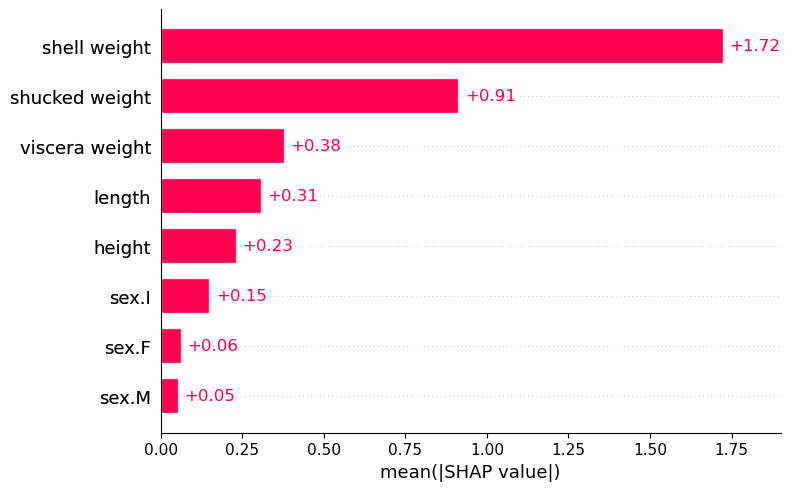 shell weight +1.72
shucked weight +0.91
viscera weight +0.38
length +0.31
height +0.23
sex.I +0.15
sex.F +0.06
sex.M +0.05
0.00 0.25 0.50 0.75 1.00 1.25 1.50 1.75
mean(|SHAP value|)